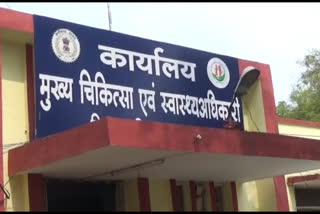 कार्यालय
मुख्य चिकित्सा एवं स्वास्थ्य अधिकारी